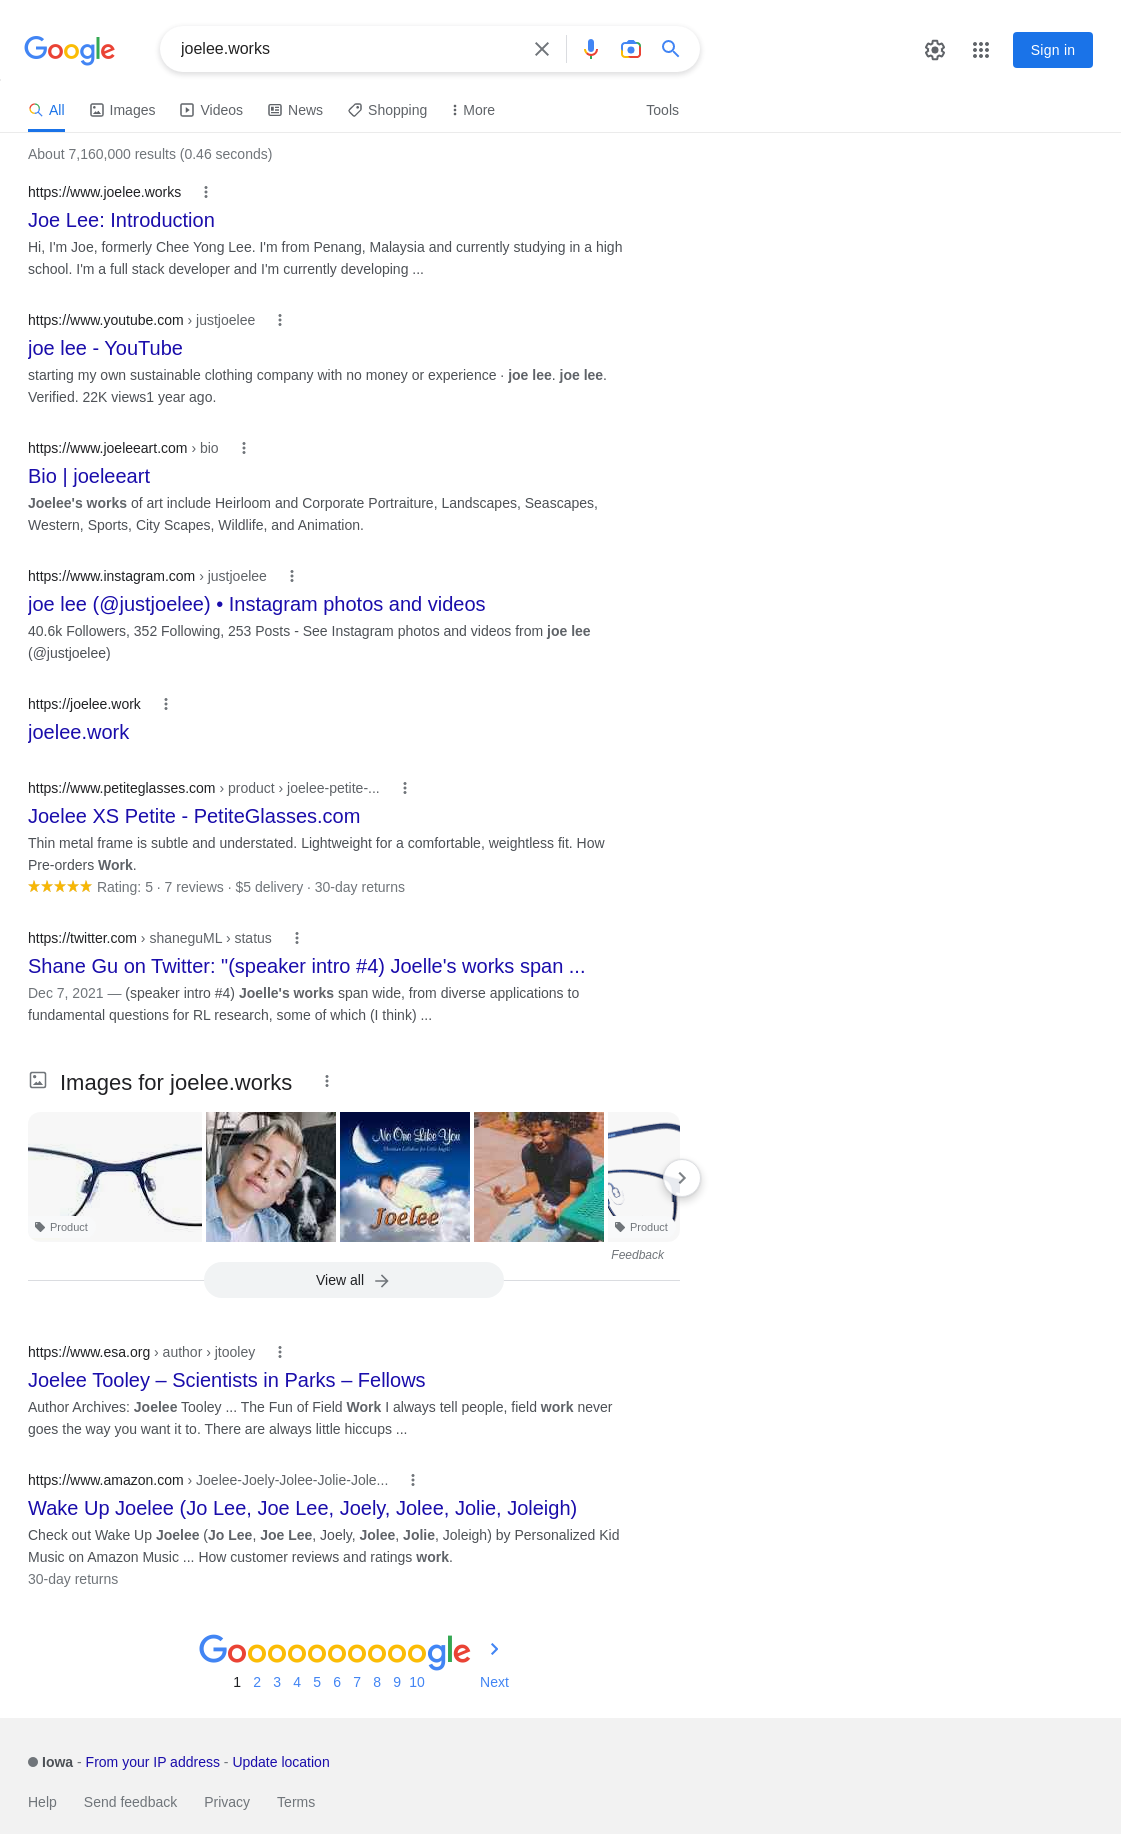 Google
joelee.works
Sign in
All Images Videos News Shopping More Tools
About 7,160,000 results (0.46 seconds)
https://www.joelee.works
Joe Lee: Introduction
Hi, I'm Joe, formerly Chee Yong Lee. I'm from Penang, Malaysia and currently studying in a high
school. I'm a full stack developer and I'm currently developing ...
https://www.youtube.com › justjoelee
joe lee - YouTube
starting my own sustainable clothing company with no money or experience · joe lee. joe lee.
Verified. 22K views1 year ago.
https://www.joeleeart.com › bio
Bio | joeleeart
Joelee's works of art include Heirloom and Corporate Portraiture, Landscapes, Seascapes,
Western, Sports, City Scapes, Wildlife, and Animation.
https://www.instagram.com › justjoelee
joe lee (@justjoelee) • Instagram photos and videos
40.6k Followers, 352 Following, 253 Posts - See Instagram photos and videos from joe lee
(@justjoelee)
https://joelee.work
joelee.work
https://www.petiteglasses.com › product › joelee-petite-...
Joelee XS Petite - PetiteGlasses.com
Thin metal frame is subtle and understated. Lightweight for a comfortable, weightless fit. How
Pre-orders Work.
Rating: 5 · 7 reviews · $5 delivery · 30-day returns
https://twitter.com › shaneguML › status
Shane Gu on Twitter: "(speaker intro #4) Joelle's works span ...
Dec 7, 2021 — (speaker intro #4) Joelle's works span wide, from diverse applications to
fundamental questions for RL research, some of which (I think) ...
Images for joelee.works
No One Like You
Joelee
Product
Product
Feedback
View all
https://www.esa.org › author › jtooley
Joelee Tooley – Scientists in Parks – Fellows
Author Archives: Joelee Tooley ... The Fun of Field Work I always tell people, field work never
goes the way you want it to. There are always little hiccups ...
https://www.amazon.com › Joelee-Joely-Jolee-Jolie-Jole...
Wake Up Joelee (Jo Lee, Joe Lee, Joely, Jolee, Jolie, Joleigh)
Check out Wake Up Joelee (Jo Lee, Joe Lee, Joely, Jolee, Jolie, Joleigh) by Personalized Kid
Music on Amazon Music ... How customer reviews and ratings work.
30-day returns
Goooooooooogle
1 2 3 4 5 6 7 8 9 10 Next
Iowa - From your IP address - Update location
Help Send feedback Privacy Terms